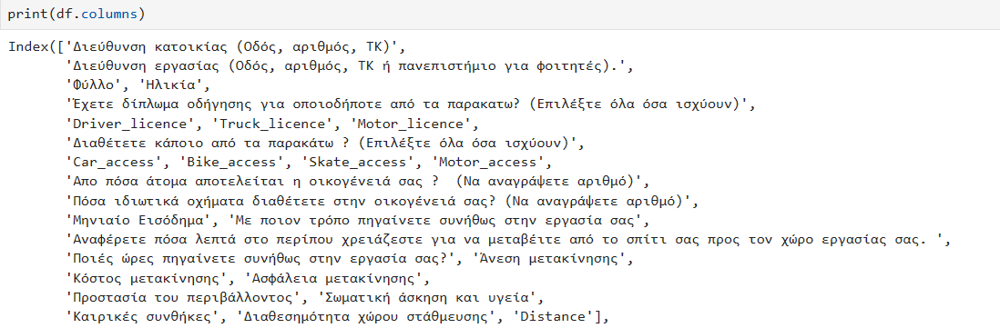 print(df.columns)
Index(['Διεύθυνση κατοικίας (Οδός, αριθμός, ΤΚ)',
'Διεύθυνση εργασίας (Οδός, αριθμός, ΤΚ ή πανεπιστήμιο για φοιτητές).',
'Φύλλο', 'Ηλικία',
'Έχετε δίπλωμα οδήγησης για οποιοδήποτε από τα παρακατω? (Επιλέξτε όλα όσα ισχύουν)',
'Driver_licence', 'Truck_licence', 'Motor_licence',
'Διαθέτετε κάποιο από τα παρακάτω ? (Επιλέξτε όλα όσα ισχύουν)',
'Car_access', 'Bike_access', 'Skate_access', 'Motor_access',
'Απο πόσα άτομα αποτελείται η οικογένειά σας ?  (Να αναγράψετε αριθμό)',
'Πόσα ιδιωτικά οχήματα διαθέτετε στην οικογένειά σας? (Να αναγράψετε αριθμό)',
'Μηνιαίο Εισόδημα', 'Με ποιον τρόπο πηγαίνετε συνήθως στην εργασία σας',
'Αναφέρετε πόσα λεπτά στο περίπου χρειάζεστε για να μεταβέιτε από το σπίτι σας προς τον χώρο εργασίας σας. ',
'Ποιές ώρες πηγαίνετε συνήθως στην εργασία σας?', 'Άνεση μετακίνησης',
'Κόστος μετακίνησης', 'Ασφάλεια μετακίνησης',
'Προστασία του περιβάλλοντος', 'Σωματική άσκηση και υγεία',
'Καιρικές συνθήκες', 'Διαθεσημότητα χώρου στάθμευσης', 'Distance'],